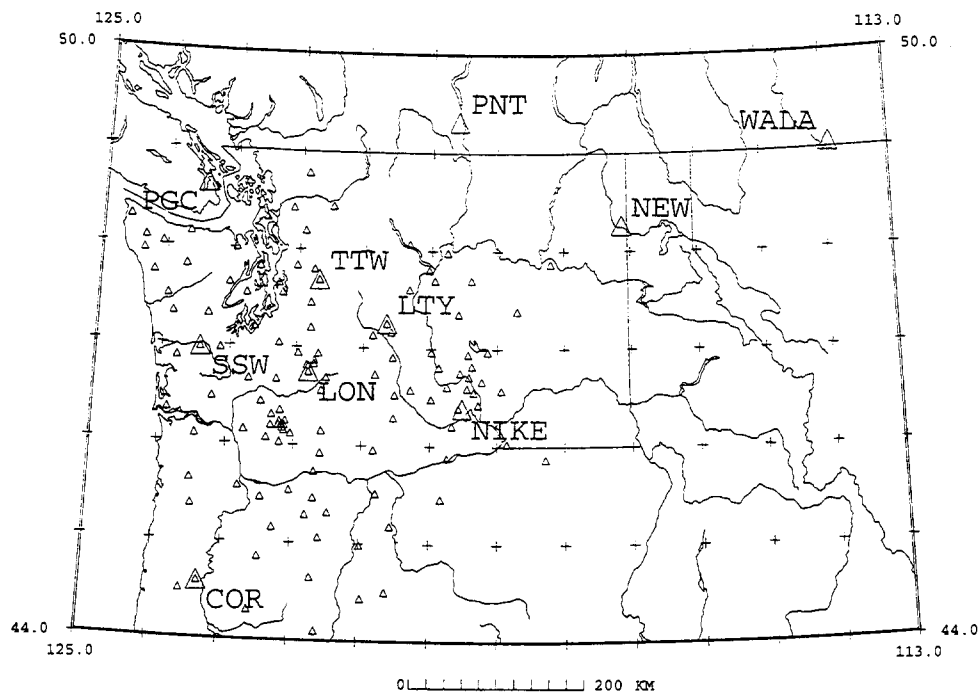 125.0
113.0
50.0
50.0
PNT
WALA
PGC
NEW
TTW
LTY
SSW
LON
NIKE
COR
44.0
44.0
125.0
113.0
0 200 KM